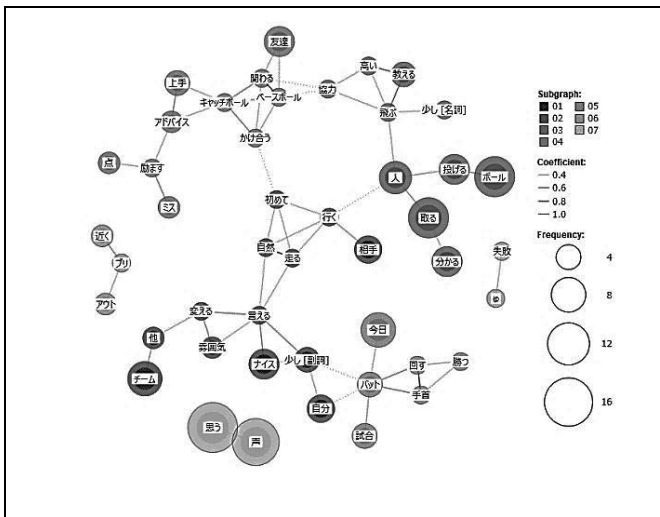 友達
上手
関わる
高い
教える
キャッチボール
ベースボール
協力
アドバイス
飛ぶ
少し [名詞]
かけ合う
点
励ます
人
投げる
ボール
ミス
初めて
行く
取る
近く
自然
相手
走る
分かる
失敗
フリ
アウト
変える
言える
今日
他
雰囲気
ナイス
少し [副詞]
回す
勝つ
チーム
バット
手首
自分
思う
声
試合
Subgraph:
01
02
03
04
05
06
07
Coefficient:
0.4
0.6
0.8
1.0
Frequency:
4
8
12
16